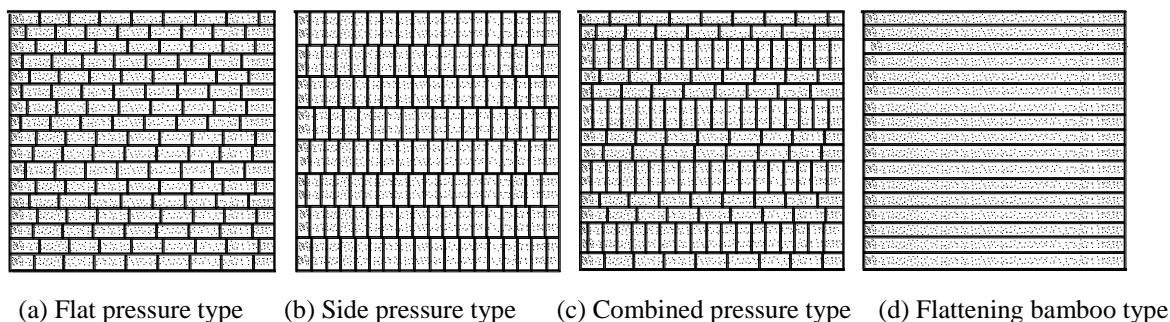 (a) Flat pressure type (b) Side pressure type (c) Combined pressure type (d) Flattening bamboo type